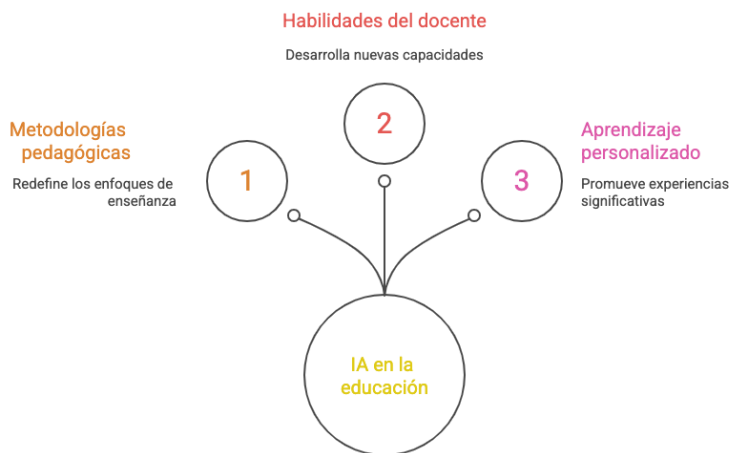 Habilidades del docente
Desarrolla nuevas capacidades
2
Metodologías
pedagógicas
Redefine los enfoques de
enseñanza
1
3
Aprendizaje
personalizado
Promueve experiencias
significativas
IA en la
educación